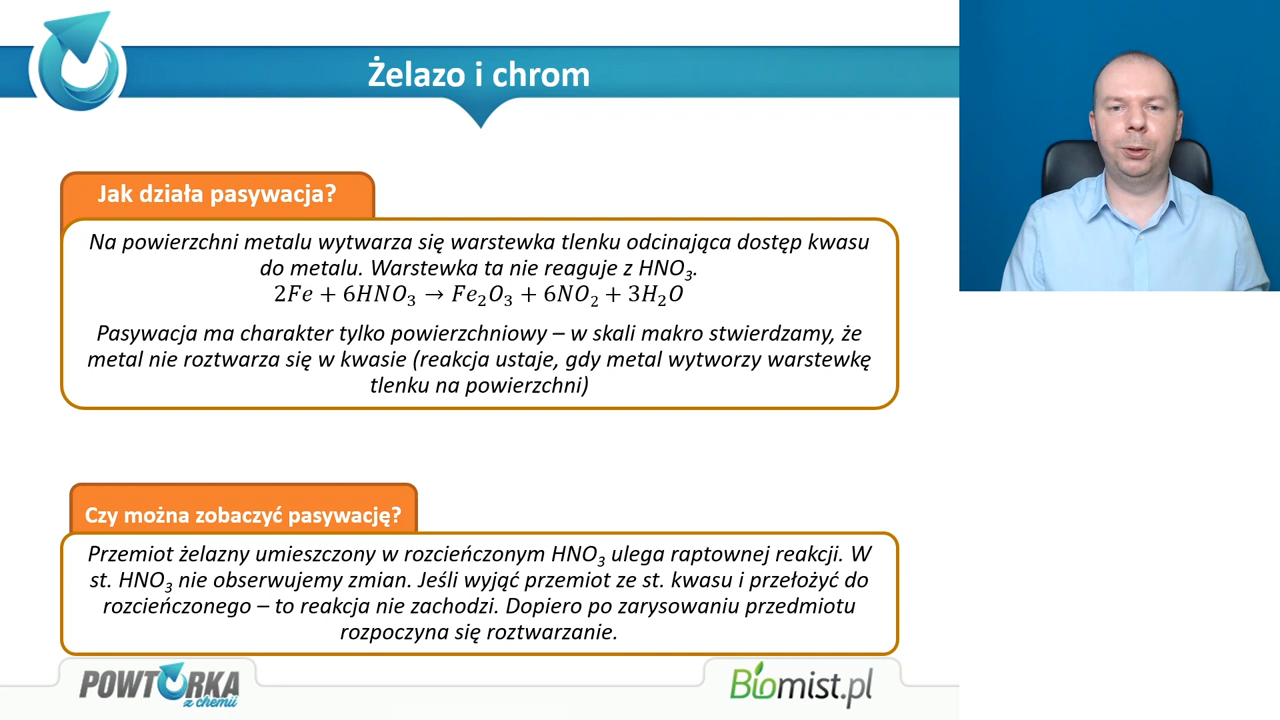 Żelazo i chrom
Jak działa pasywacja?
Na powierzchni metalu wytwarza się warstewka tlenku odcinająca dostęp kwasu
do metalu. Warstewka ta nie reaguje z HNO₃.
2Fe + 6HNO₃ → Fe₂O₃ + 6NO₂ + 3H₂O
Pasywacja ma charakter tylko powierzchniowy – w skali makro stwierdzamy, że
metal nie roztwarza się w kwasie (reakcja ustaje, gdy metal wytworzy warstewkę
tlenku na powierzchni)
Czy można zobaczyć pasywację?
Przemiot żelazny umieszczony w rozcieńczonym HNO₃ ulega raptownej reakcji. W
st. HNO₃ nie obserwujemy zmian. Jeśli wyjąć przemiot ze st. kwasu i przełożyć do
rozcieńczonego – to reakcja nie zachodzi. Dopiero po zarysowaniu przedmiotu
rozpoczyna się roztwarzanie.
POWTÓRKA
z chemii
Biomist.pl